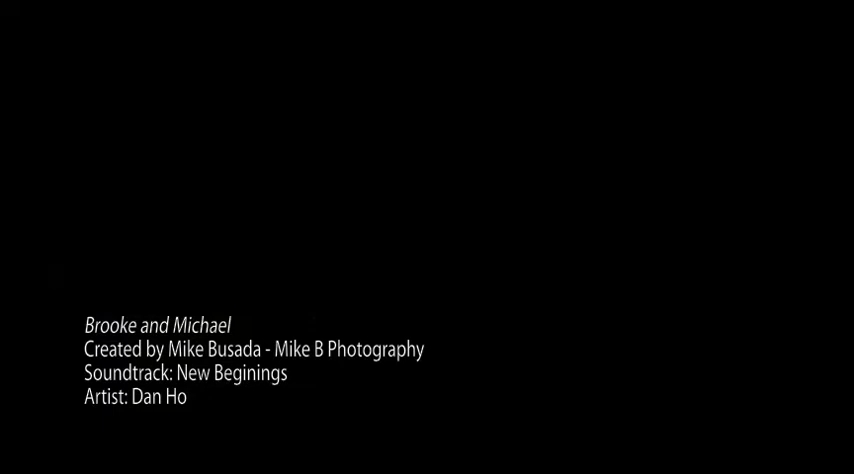 Brooke and Michael
Created by Mike Busada - Mike B Photography
Soundtrack: New Beginings
Artist: Dan Ho